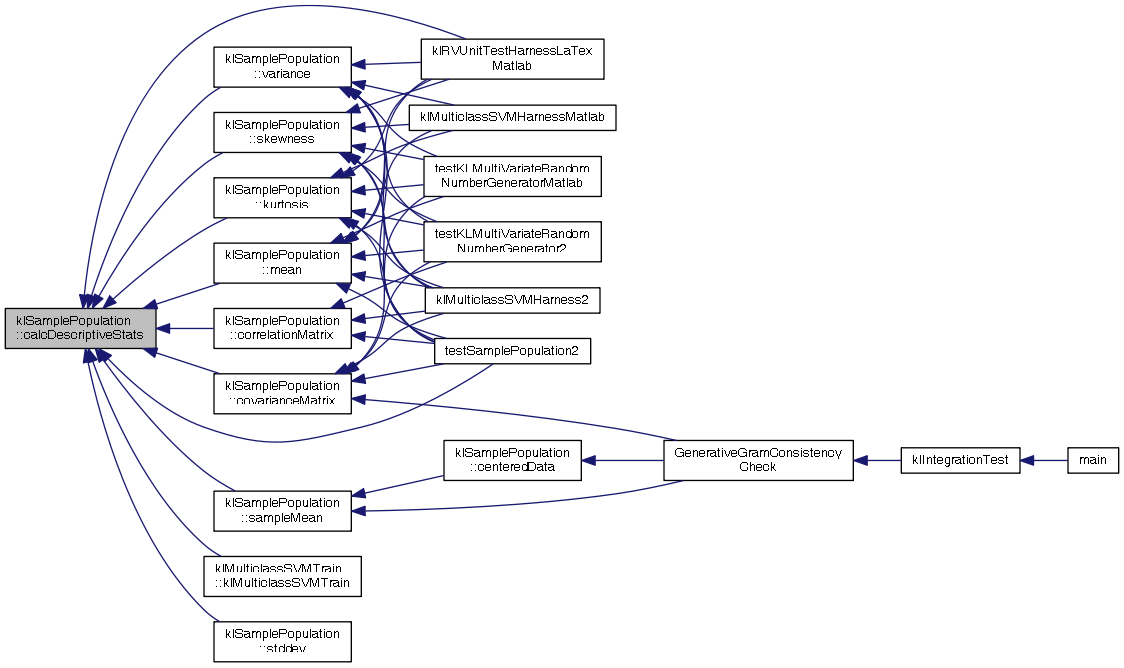 klSamplePopulation
::calcDescriptiveStats
klSamplePopulation
::variance
klSamplePopulation
::skewness
klSamplePopulation
::kurtosis
klSamplePopulation
::mean
klSamplePopulation
::correlationMatrix
klSamplePopulation
::covarianceMatrix
klSamplePopulation
::sampleMean
klMulticlassSVMTrain
::klMulticlassSVMTrain
klSamplePopulation
::stddev
klRVUnitTestHarnessLaTex
Matlab
klMulticlassSVMHarnessMatlab
testKLMultiVariateRandom
NumberGeneratorMatlab
testKLMultiVariateRandom
NumberGenerator2
klMulticlassSVMHarness2
testSamplePopulation2
klSamplePopulation
::centeredData
GenerativeGramConsistency
Check
klIntegrationTest
main